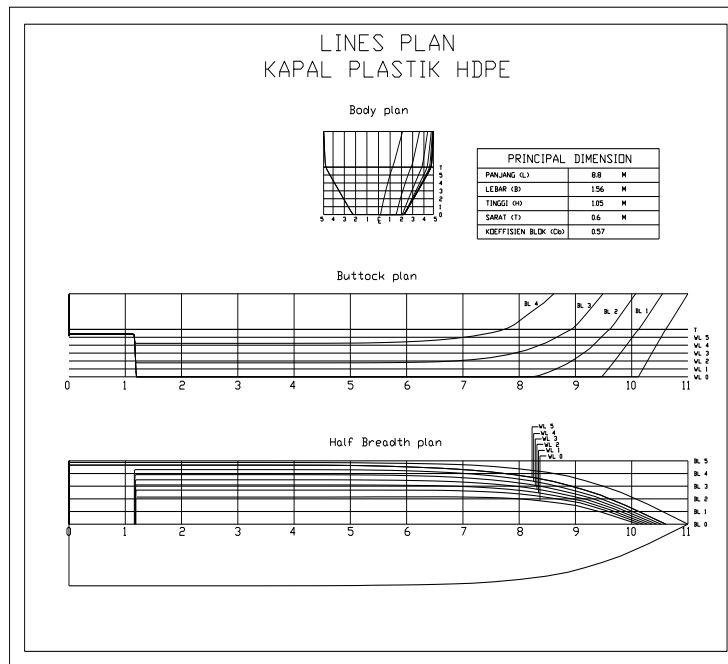 LINES PLAN
KAPAL PLASTIK HDPE
Body plan
T
5
4
3
2
1
0
5 4 3 2 1 1 2 3 4 5
PRINCIPAL DIMENSION
PANJANG (L) 8.8 M
LEBAR (B) 1.56 M
TINGGI (H) 1.05 M
SARAT (T) 0.6 M
KOEFFISIEN BLOK (Cb) 0.57
Buttock plan
BL 4 BL 3 BL 2 BL 1
T
WL 5
WL 4
WL 3
WL 2
WL 1
WL 0
0 1 2 3 4 5 6 7 8 9 10 11
Half Breadth plan
WL 5
WL 4
WL 3
WL 2
WL 1
WL 0
BL 5
BL 4
BL 3
BL 2
BL 1
BL 0
0 1 2 3 4 5 6 7 8 9 10 11